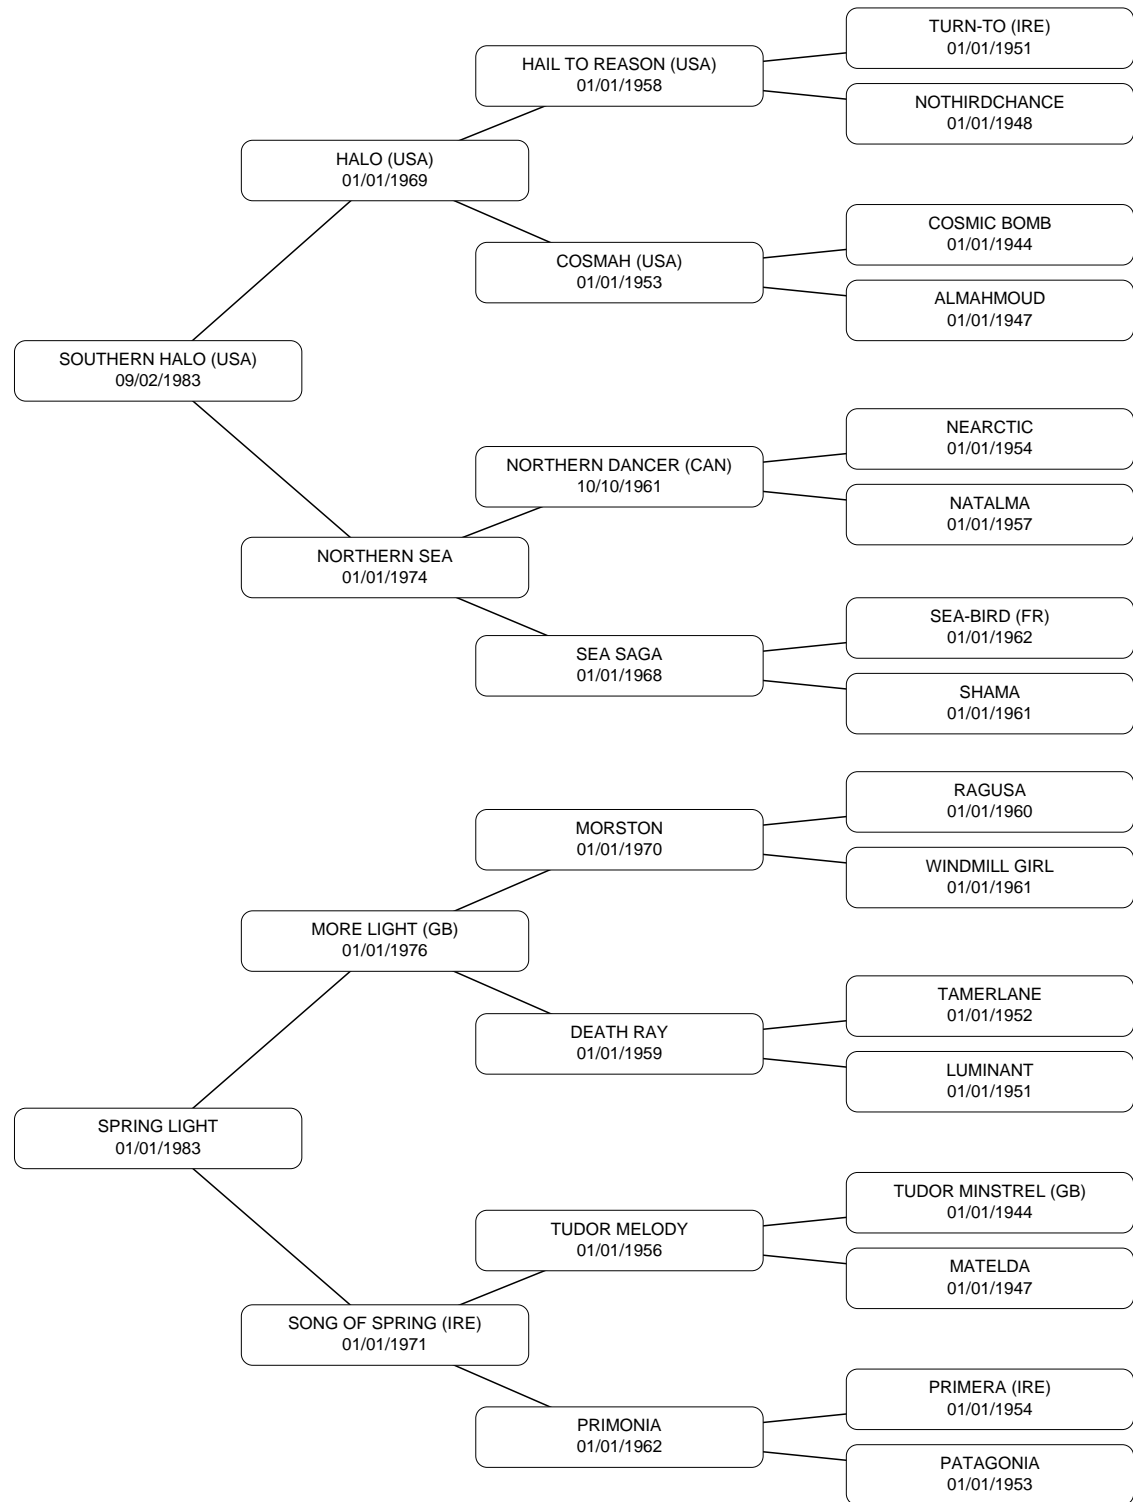 TURN-TO (IRE)
01/01/1951
HAIL TO REASON (USA)
01/01/1958
NOTHIRDCHANCE
01/01/1948
HALO (USA)
01/01/1969
COSMIC BOMB
01/01/1944
COSMAH (USA)
01/01/1953
ALMAHMOUD
01/01/1947
SOUTHERN HALO (USA)
09/02/1983
NEARCTIC
01/01/1954
NORTHERN DANCER (CAN)
10/10/1961
NATALMA
01/01/1957
NORTHERN SEA
01/01/1974
SEA-BIRD (FR)
01/01/1962
SEA SAGA
01/01/1968
SHAMA
01/01/1961
RAGUSA
01/01/1960
MORSTON
01/01/1970
WINDMILL GIRL
01/01/1961
MORE LIGHT (GB)
01/01/1976
TAMERLANE
01/01/1952
DEATH RAY
01/01/1959
LUMINANT
01/01/1951
SPRING LIGHT
01/01/1983
TUDOR MINSTREL (GB)
01/01/1944
TUDOR MELODY
01/01/1956
MATELDA
01/01/1947
SONG OF SPRING (IRE)
01/01/1971
PRIMERA (IRE)
01/01/1954
PRIMONIA
01/01/1962
PATAGONIA
01/01/1953